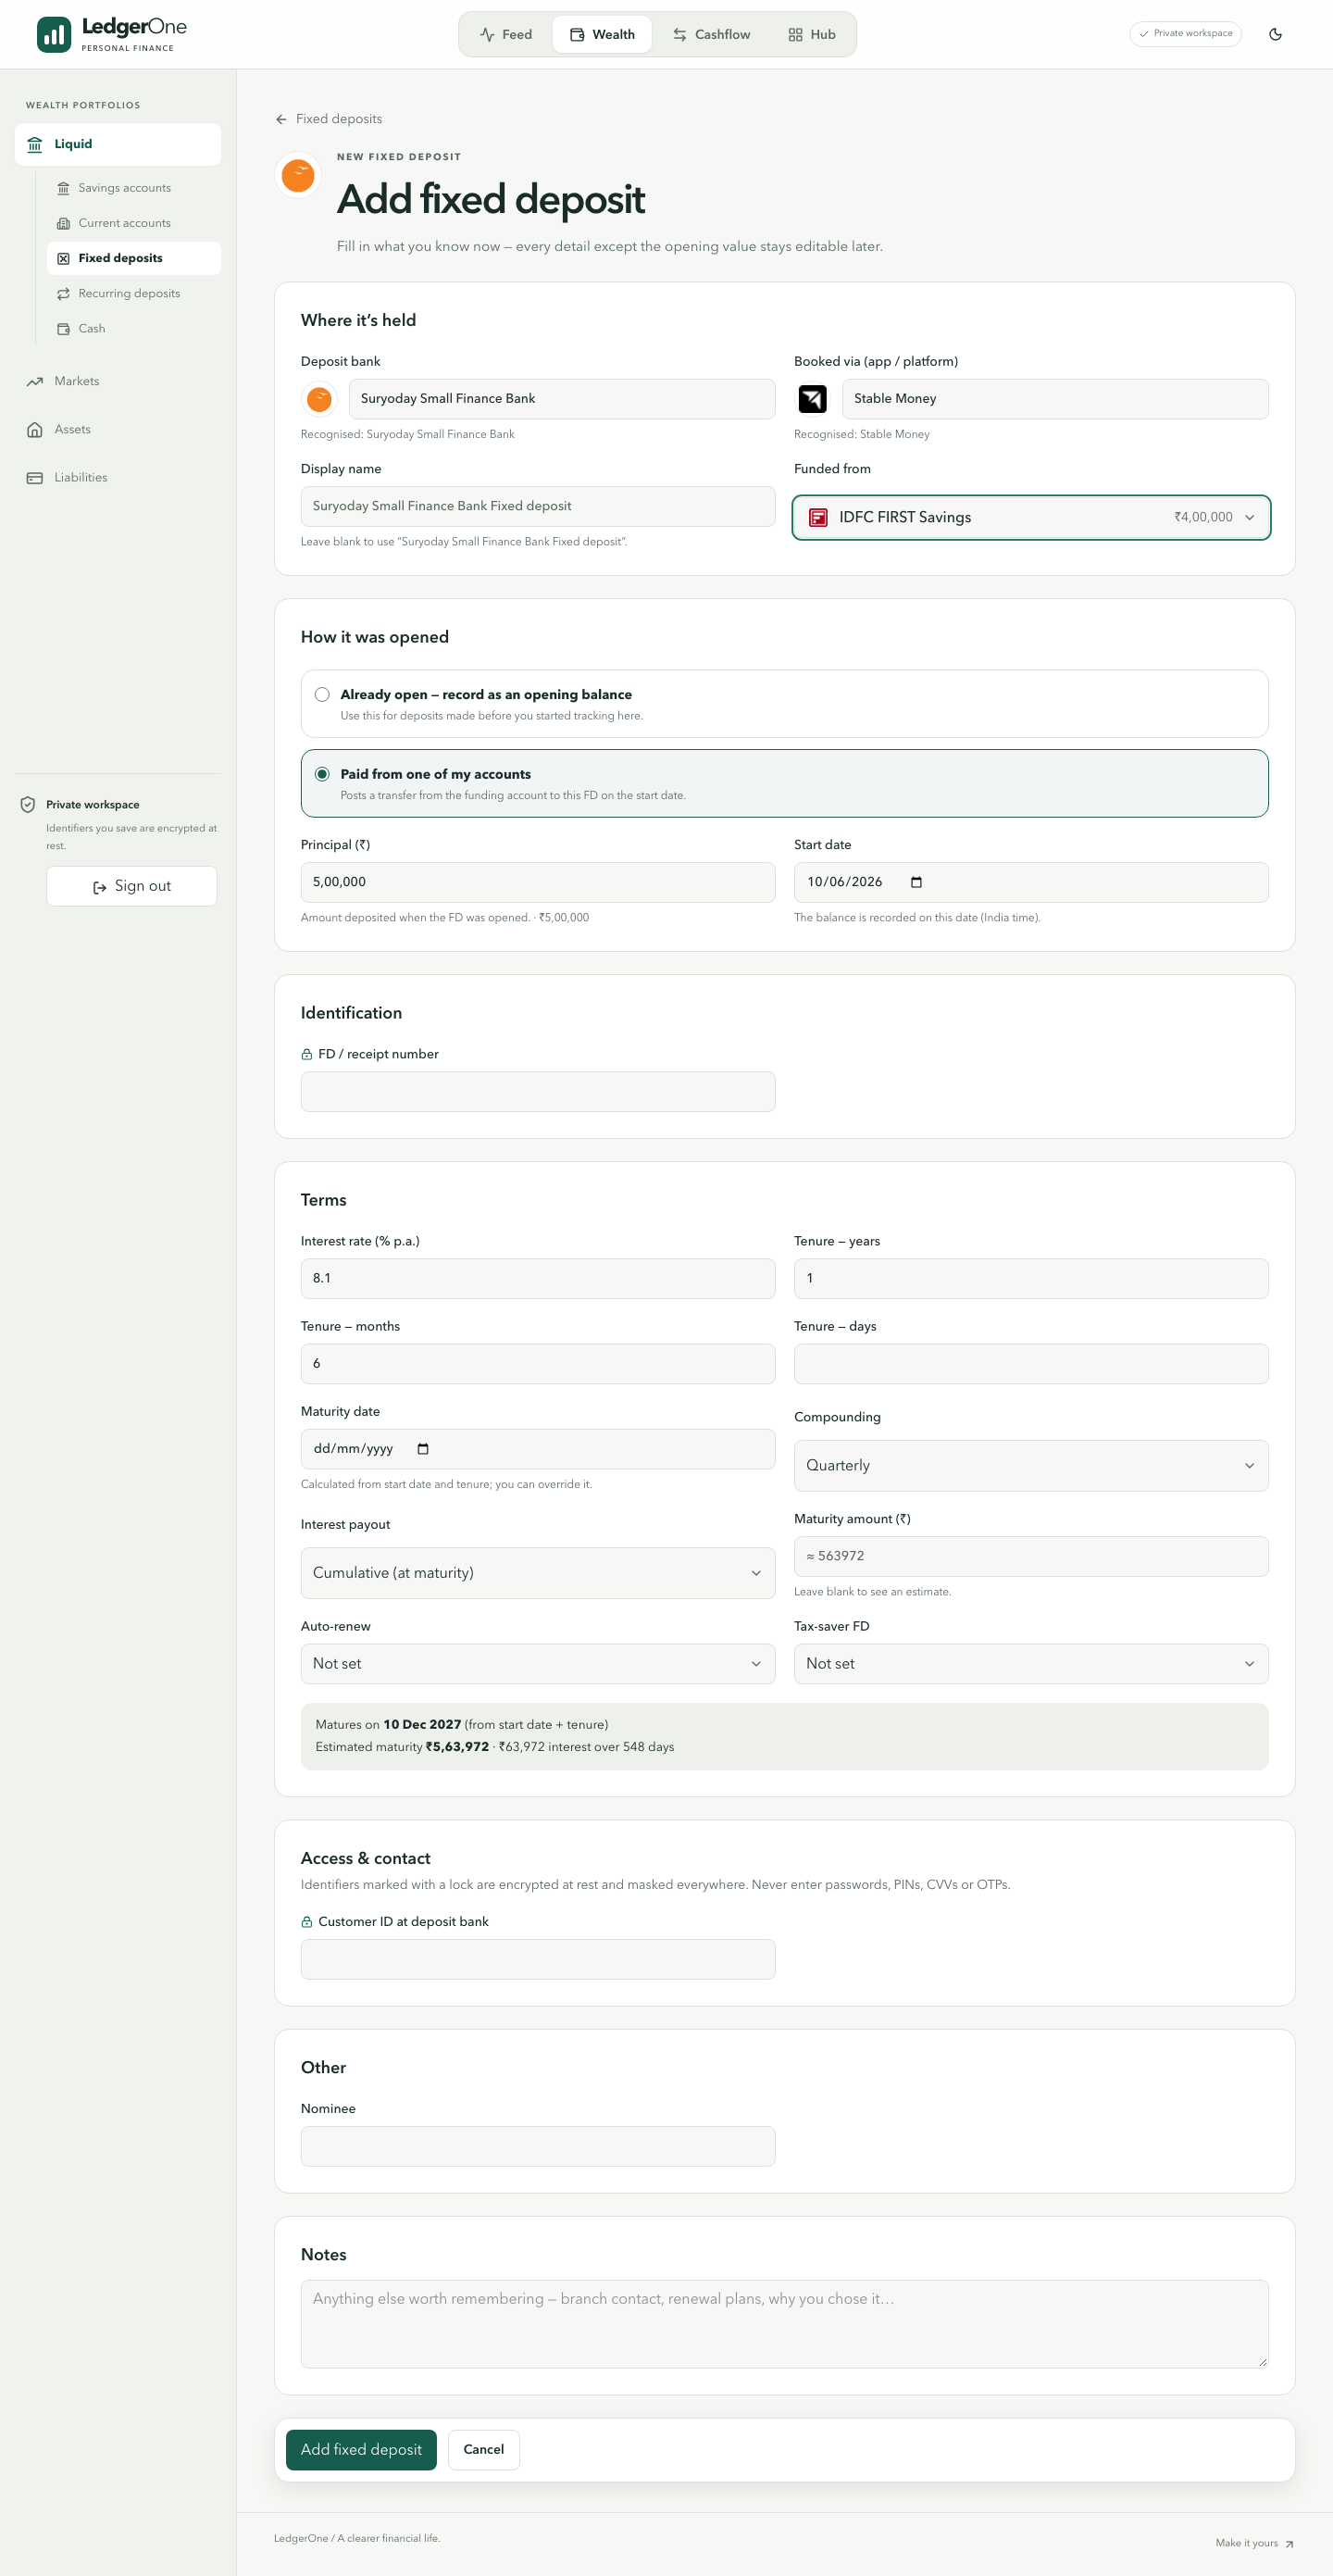 LedgerOne
PERSONAL FINANCE
Feed
Wealth
Cashflow
Hub
Private workspace
WEALTH PORTFOLIOS
Liquid
Savings accounts
Current accounts
Fixed deposits
Recurring deposits
Cash
Markets
Assets
Liabilities
Private workspace
Identifiers you save are encrypted at
rest.
Sign out
Fixed deposits
NEW FIXED DEPOSIT
Add fixed deposit
Fill in what you know now – every detail except the opening value stays editable later.
Where it’s held
Deposit bank
Booked via (app / platform)
Suryoday Small Finance Bank
Stable Money
Recognised: Suryoday Small Finance Bank
Recognised: Stable Money
Display name
Funded from
Suryoday Small Finance Bank Fixed deposit
IDFC FIRST Savings ₹4,00,000
Leave blank to use “Suryoday Small Finance Bank Fixed deposit”.
How it was opened
Already open – record as an opening balance
Use this for deposits made before you started tracking here.
Paid from one of my accounts
Posts a transfer from the funding account to this FD on the start date.
Principal (₹)
Start date
5,00,000
10/06/2026
Amount deposited when the FD was opened. · ₹5,00,000
The balance is recorded on this date (India time).
Identification
FD / receipt number
Terms
Interest rate (% p.a.)
Tenure – years
8.1
1
Tenure – months
Tenure – days
6
Maturity date
Compounding
dd/mm/yyyy
Quarterly
Calculated from start date and tenure; you can override it.
Interest payout
Maturity amount (₹)
Cumulative (at maturity)
≈ 563972
Leave blank to see an estimate.
Auto-renew
Tax-saver FD
Not set
Not set
Matures on 10 Dec 2027 (from start date + tenure)
Estimated maturity ₹5,63,972 · ₹63,972 interest over 548 days
Access & contact
Identifiers marked with a lock are encrypted at rest and masked everywhere. Never enter passwords, PINs, CVVs or OTPs.
Customer ID at deposit bank
Other
Nominee
Notes
Anything else worth remembering – branch contact, renewal plans, why you chose it…
Add fixed deposit
Cancel
LedgerOne / A clearer financial life.
Make it yours